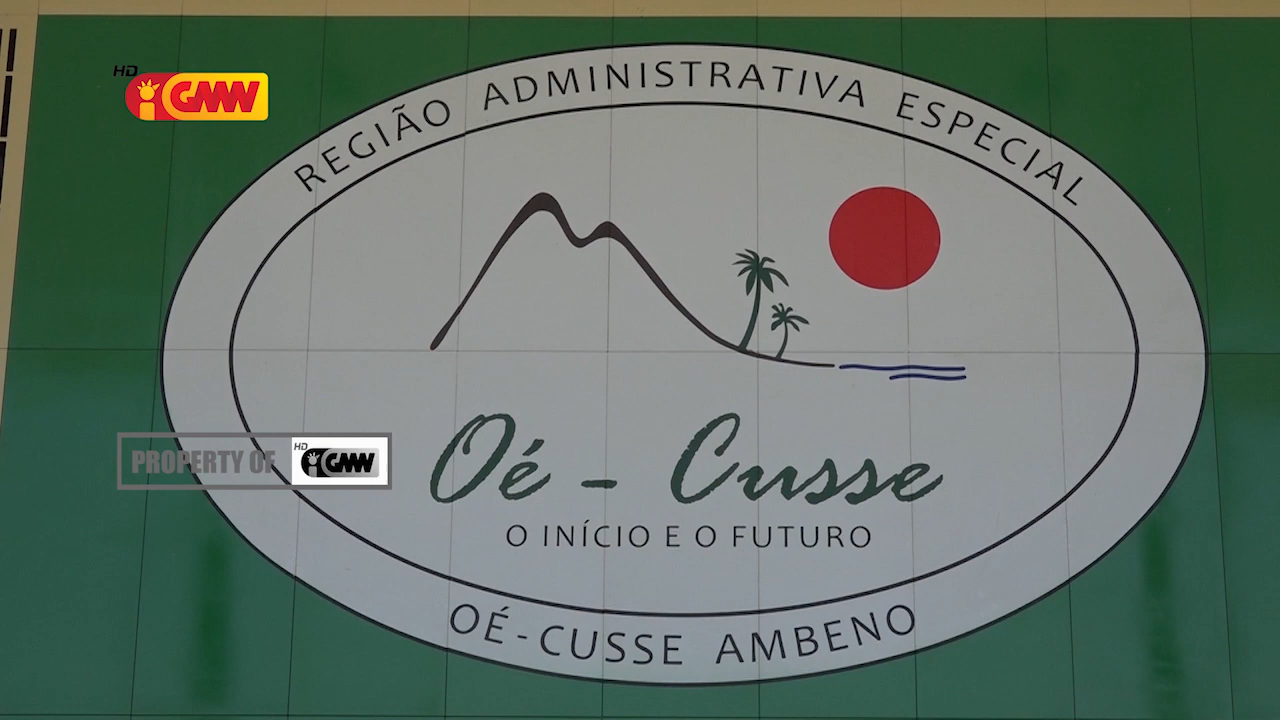 HD
GMW
REGIÃO ADMINISTRATIVA ESPECIAL
PROPERTY OF HD GMW
Oé - Cusse
O INÍCIO E O FUTURO
OÉ-CUSSE AMBENO